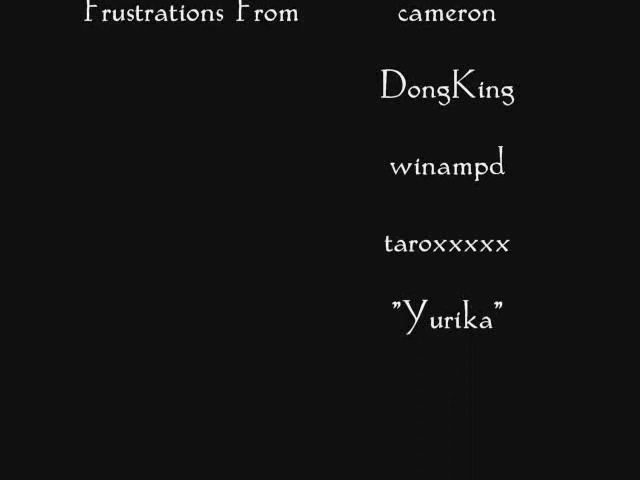 Frustrations From cameron
DongKing
winampd
taroxxxxx
"Yurika"